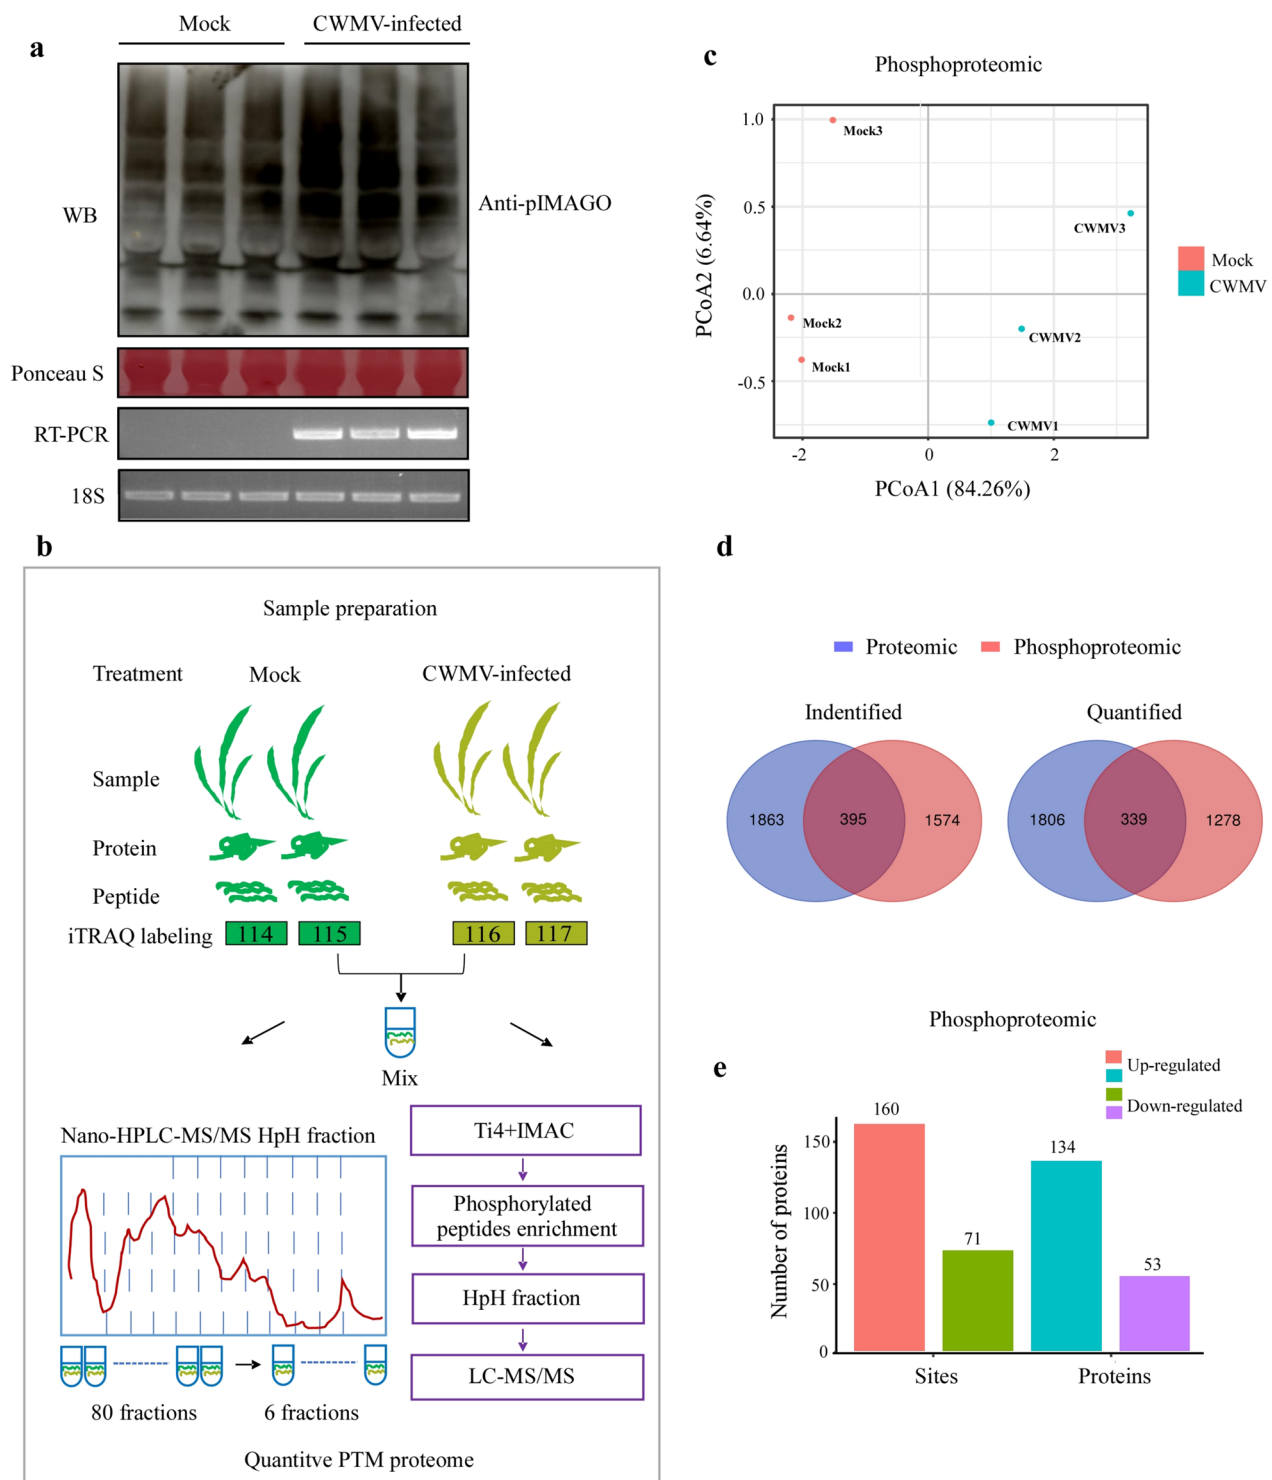 a
Mock
CWMV-infected
WB
Anti-pIMAGO
Ponceau S
RT-PCR
18S
b
Sample preparation
Treatment
Mock
CWMV-infected
Sample
Protein
Peptide
iTRAQ labeling
114
115
116
117
Mix
Nano-HPLC-MS/MS HpH fraction
80 fractions
6 fractions
Ti4+IMAC
Phosphorylated
peptides enrichment
HpH fraction
LC-MS/MS
Quantitve PTM proteome
c
Phosphoproteomic
PCoA2 (6.64%)
1.0
0.5
0.0
-0.5
Mock3
CWMV3
Mock2
CWMV2
Mock1
CWMV1
-2
0
2
PCoA1 (84.26%)
Mock
CWMV
d
Proteomic
Phosphoproteomic
Indentified
Quantified
1863
395
1574
1806
339
1278
e
Phosphoproteomic
Up-regulated
Down-regulated
Number of proteins
150
100
50
0
160
71
134
53
Sites
Proteins